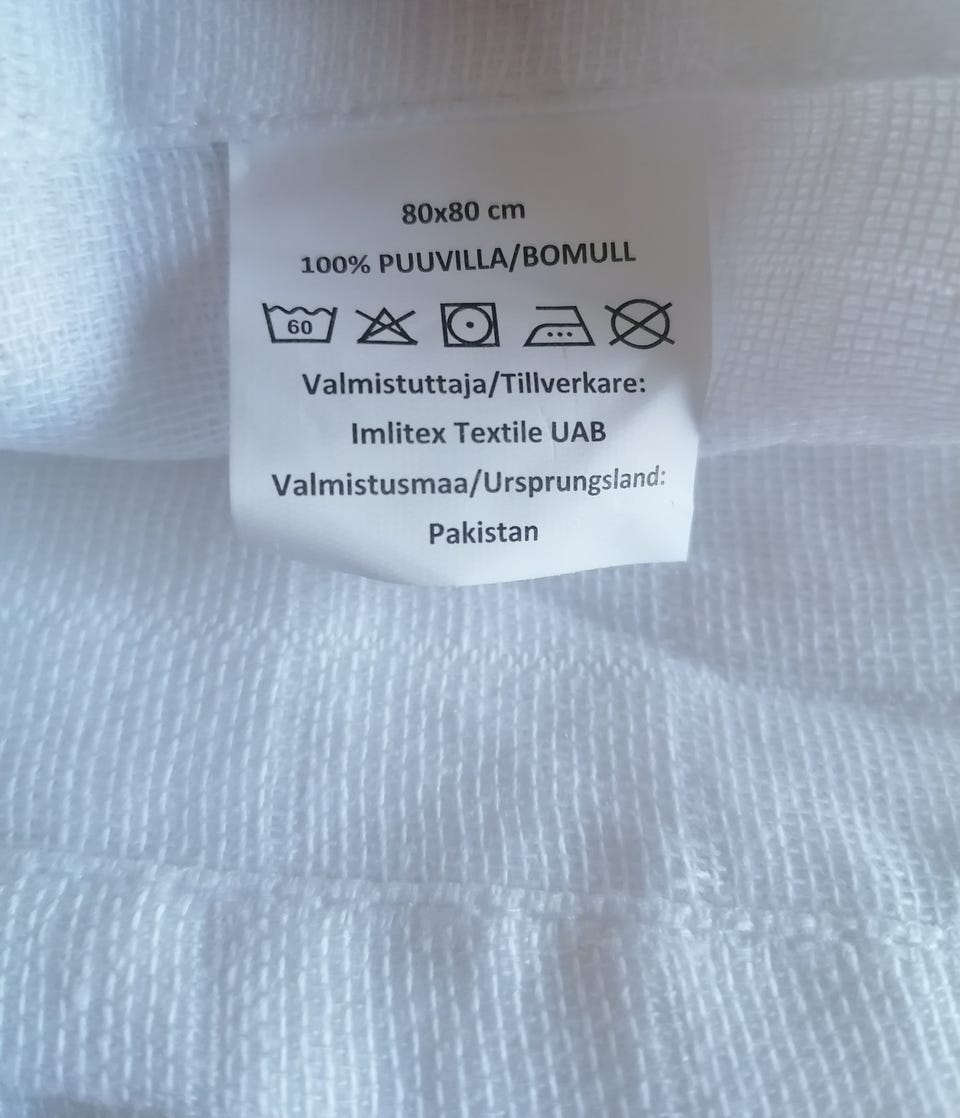 80x80 cm
100% PUUVILLA/BOMULL
60
Valmistuttaja/Tillverkare:
Imlitex Textile UAB
Valmistusmaa/Ursprungsland:
Pakistan